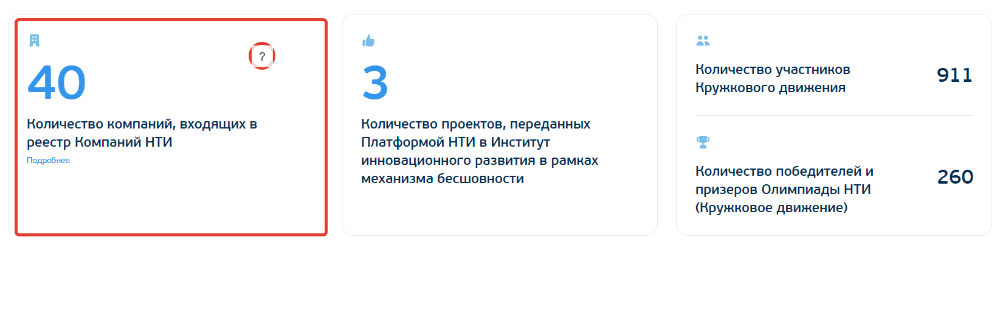 ?
40
Количество компаний, входящих в
реестр Компаний НТИ
Подробнее
3
Количество проектов, переданных
Платформой НТИ в Институт
инновационного развития в рамках
механизма бесшовности
Количество участников
Кружкового движения
911
Количество победителей и
призеров Олимпиады НТИ
(Кружковое движение)
260